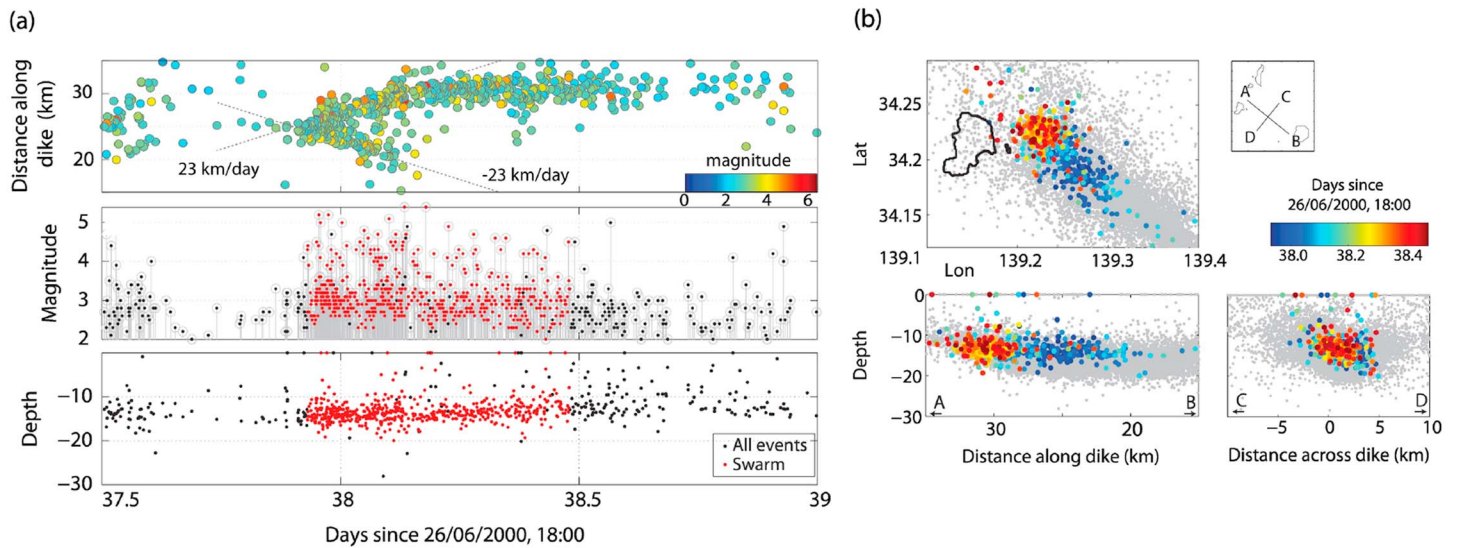 (a)
Distance along
dike (km)
30
20
23 km/day
-23 km/day
magnitude
0 2 4 6
Magnitude
5
4
3
2
Depth
−10
−20
−30
All events
Swarm
37.5 38 38.5 39
Days since 26/06/2000, 18:00
(b)
Lat
34.25
34.2
34.15
139.1 139.2 139.3 139.4
Lon
A C
D B
Days since
26/06/2000, 18:00
38.0 38.2 38.4
Depth
0
−10
−20
−30
A B
30 20
Distance along dike (km)
C D
−5 0 5 10
Distance across dike (km)